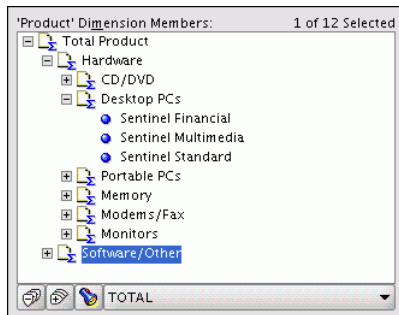 'Product' Dimension Members: 1 of 12 Selected
Total Product
Hardware
CD/DVD
Desktop PCs
Sentinel Financial
Sentinel Multimedia
Sentinel Standard
Portable PCs
Memory
Modems/Fax
Monitors
Software/Other
TOTAL